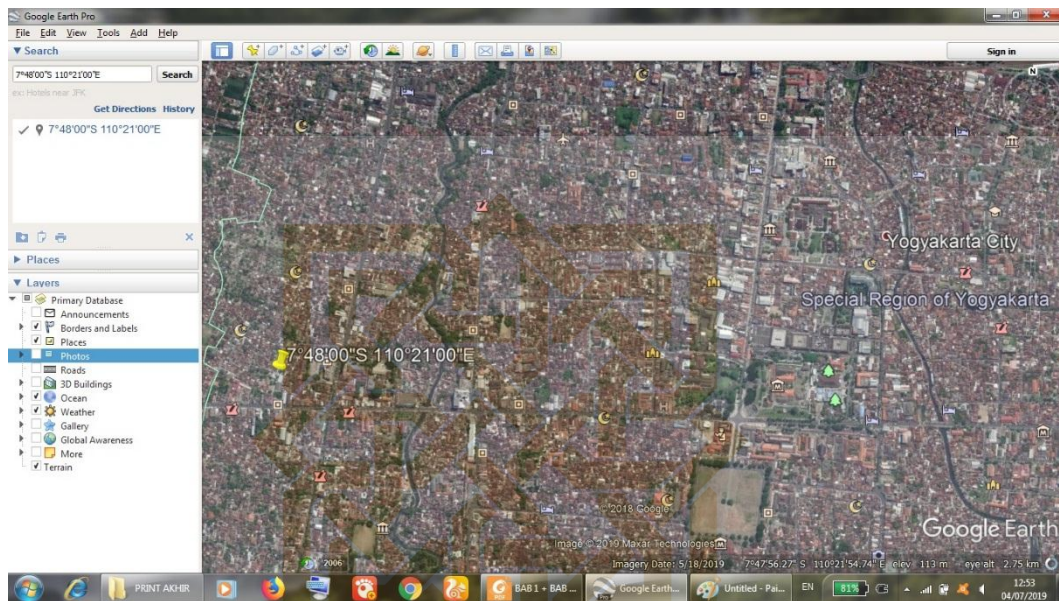 Google Earth Pro
File Edit View Tools Add Help
▼ Search
7°48'00"S 110°21'00"E
Search
ex: Hotels near JFK
Get Directions History
7°48'00"S 110°21'00"E
▶ Places
▼ Layers
Primary Database
Announcements
Borders and Labels
Places
Photos
Roads
3D Buildings
Ocean
Weather
Gallery
Global Awareness
More
Terrain
Sign in
N
Yogyakarta City
Special Region of Yogyakarta
7°48'00"S 110°21'00"E
© 2018 Google
Image © 2019 Maxar Technologies
Google Earth
2006
Imagery Date: 5/18/2019 7°47'56.27" S 110°21'54.74" E elev 113 m eye alt 2.75 km
PRINT AKHIR
BAB 1 + BAB ...
Google Earth...
Untitled - Pai...
EN
81%
12:53
04/07/2019